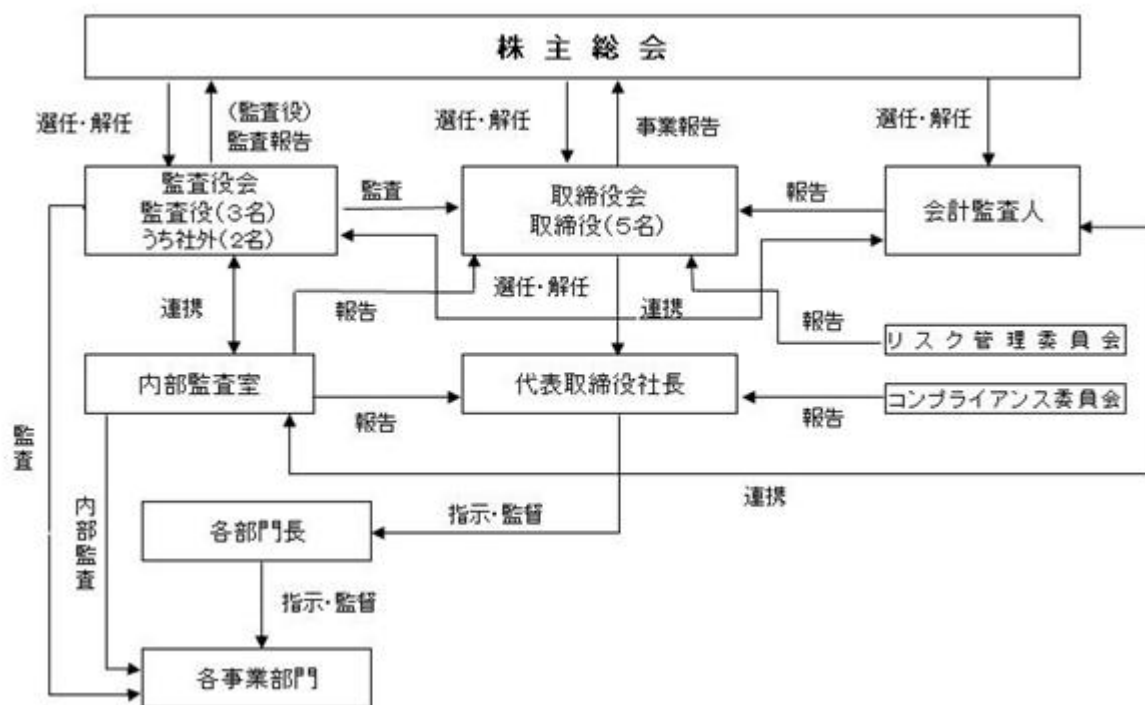 株主総会
選任・解任
(監査役)
監査報告
選任・解任
事業報告
選任・解任
監査役会
監査役(3名)
うち社外(2名)
監査
取締役会
取締役(5名)
報告
会計監査人
連携
報告
選任・解任
連携
報告
リスク管理委員会
内部監査室
報告
代表取締役社長
報告
コンプライアンス委員会
監査
内部監査
連携
指示・監督
各部門長
指示・監督
各事業部門